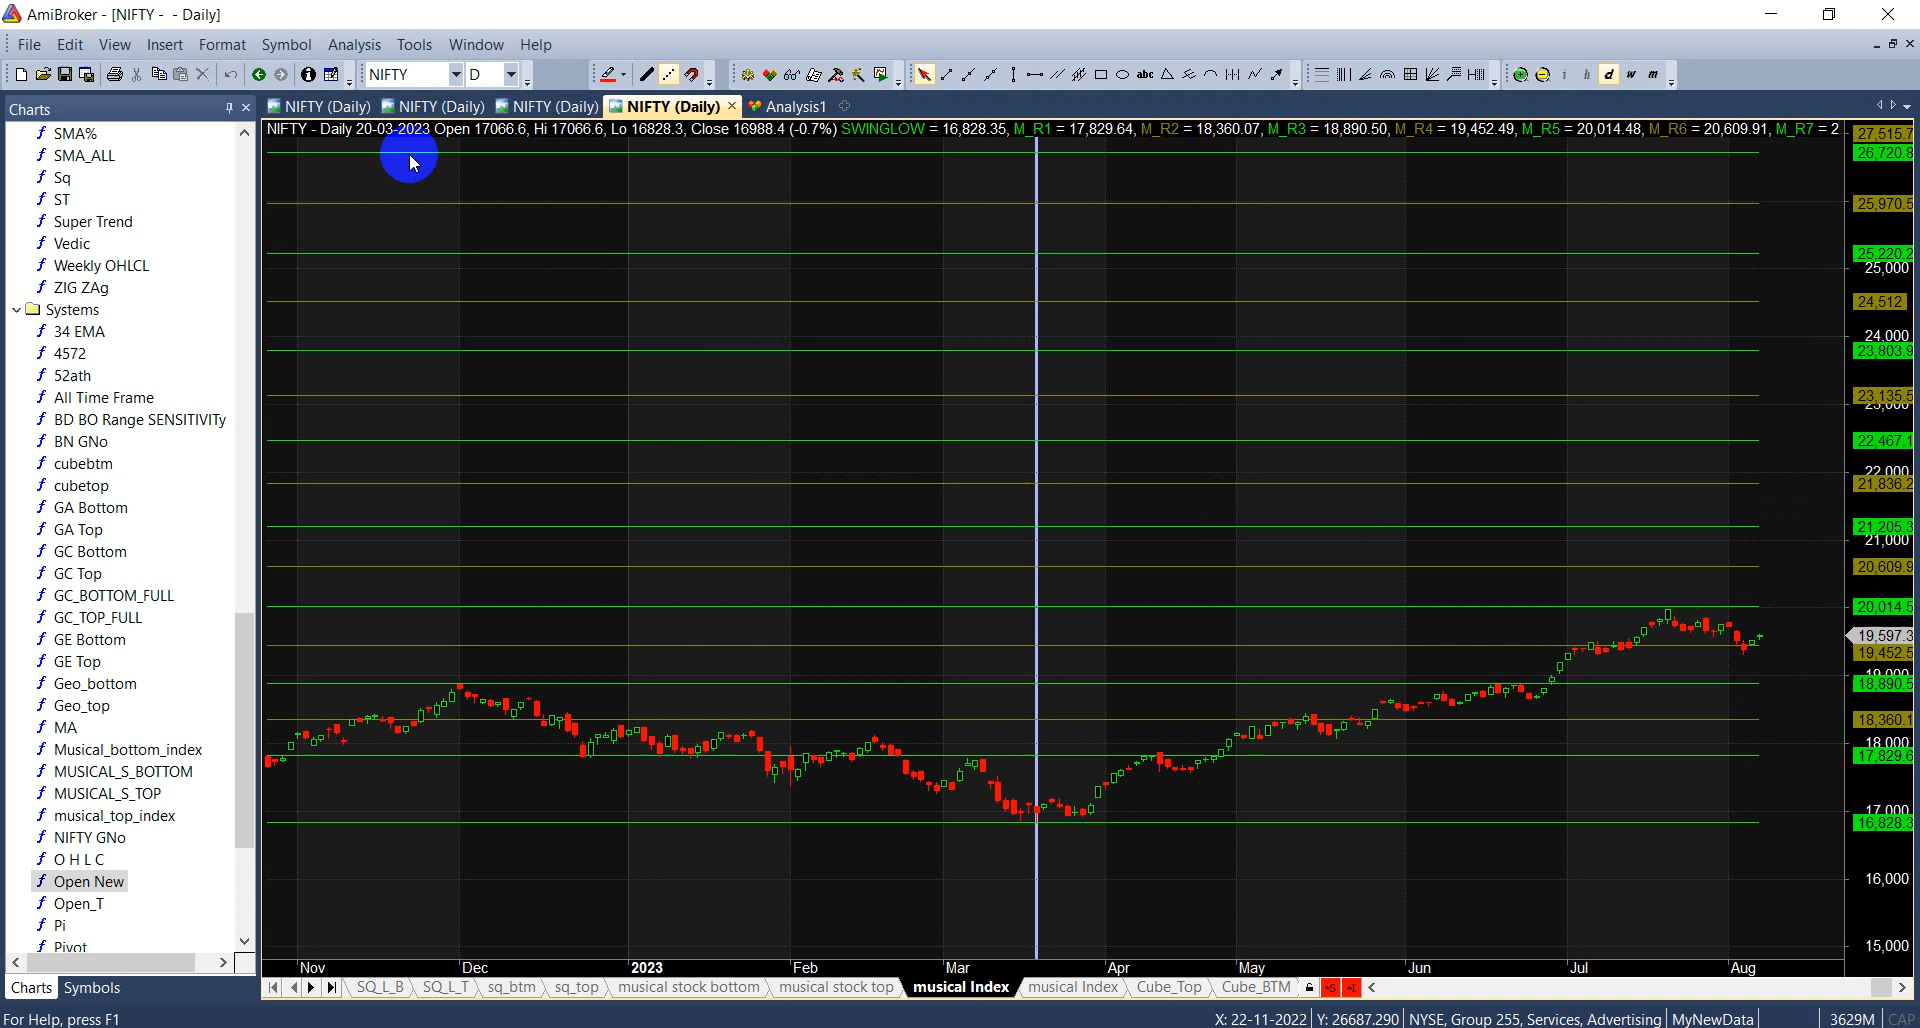 AmiBroker - [NIFTY -  - Daily]
File Edit View Insert Format Symbol Analysis Tools Window Help
NIFTY D abc i h d w m
Charts
NIFTY (Daily) NIFTY (Daily) NIFTY (Daily) NIFTY (Daily) Analysis1
NIFTY - Daily 20-03-2023 Open 17066.6, Hi 17066.6, Lo 16828.3, Close 16988.4 (-0.7%) SWINGLOW = 16,828.35, M_R1 = 17,829.64, M_R2 = 18,360.07, M_R3 = 18,890.50, M_R4 = 19,452.49, M_R5 = 20,014.48, M_R6 = 20,609.91, M_R7 = 2
SMA%
SMA_ALL
Sq
ST
Super Trend
Vedic
Weekly OHLCL
ZIG ZAg
Systems
34 EMA
4572
52ath
All Time Frame
BD BO Range SENSITIVITy
BN GNo
cubebtm
cubetop
GA Bottom
GA Top
GC Bottom
GC Top
GC_BOTTOM_FULL
GC_TOP_FULL
GE Bottom
GE Top
Geo_bottom
Geo_top
MA
Musical_bottom_index
MUSICAL_S_BOTTOM
MUSICAL_S_TOP
musical_top_index
NIFTY GNo
O H L C
Open New
Open_T
Pi
Pivot
27,515.7
26,720.8
25,970.5
25,220.2
25,000
24,512
24,000
23,803.9
23,135.5
23,000
22,467.1
22,000
21,836.2
21,205.3
21,000
20,609.9
20,014.5
19,597.3
19,452.5
19,000
18,890.5
18,360.1
18,000
17,829.6
17,000
16,828.3
16,000
15,000
Nov Dec 2023 Feb Mar Apr May Jun Jul Aug
Charts Symbols
SQ_L_B SQ_L_T sq_btm sq_top musical stock bottom musical stock top musical Index musical Index Cube_Top Cube_BTM
For Help, press F1
X: 22-11-2022 Y: 26687.290 NYSE, Group 255, Services, Advertising MyNewData 3629M CAP